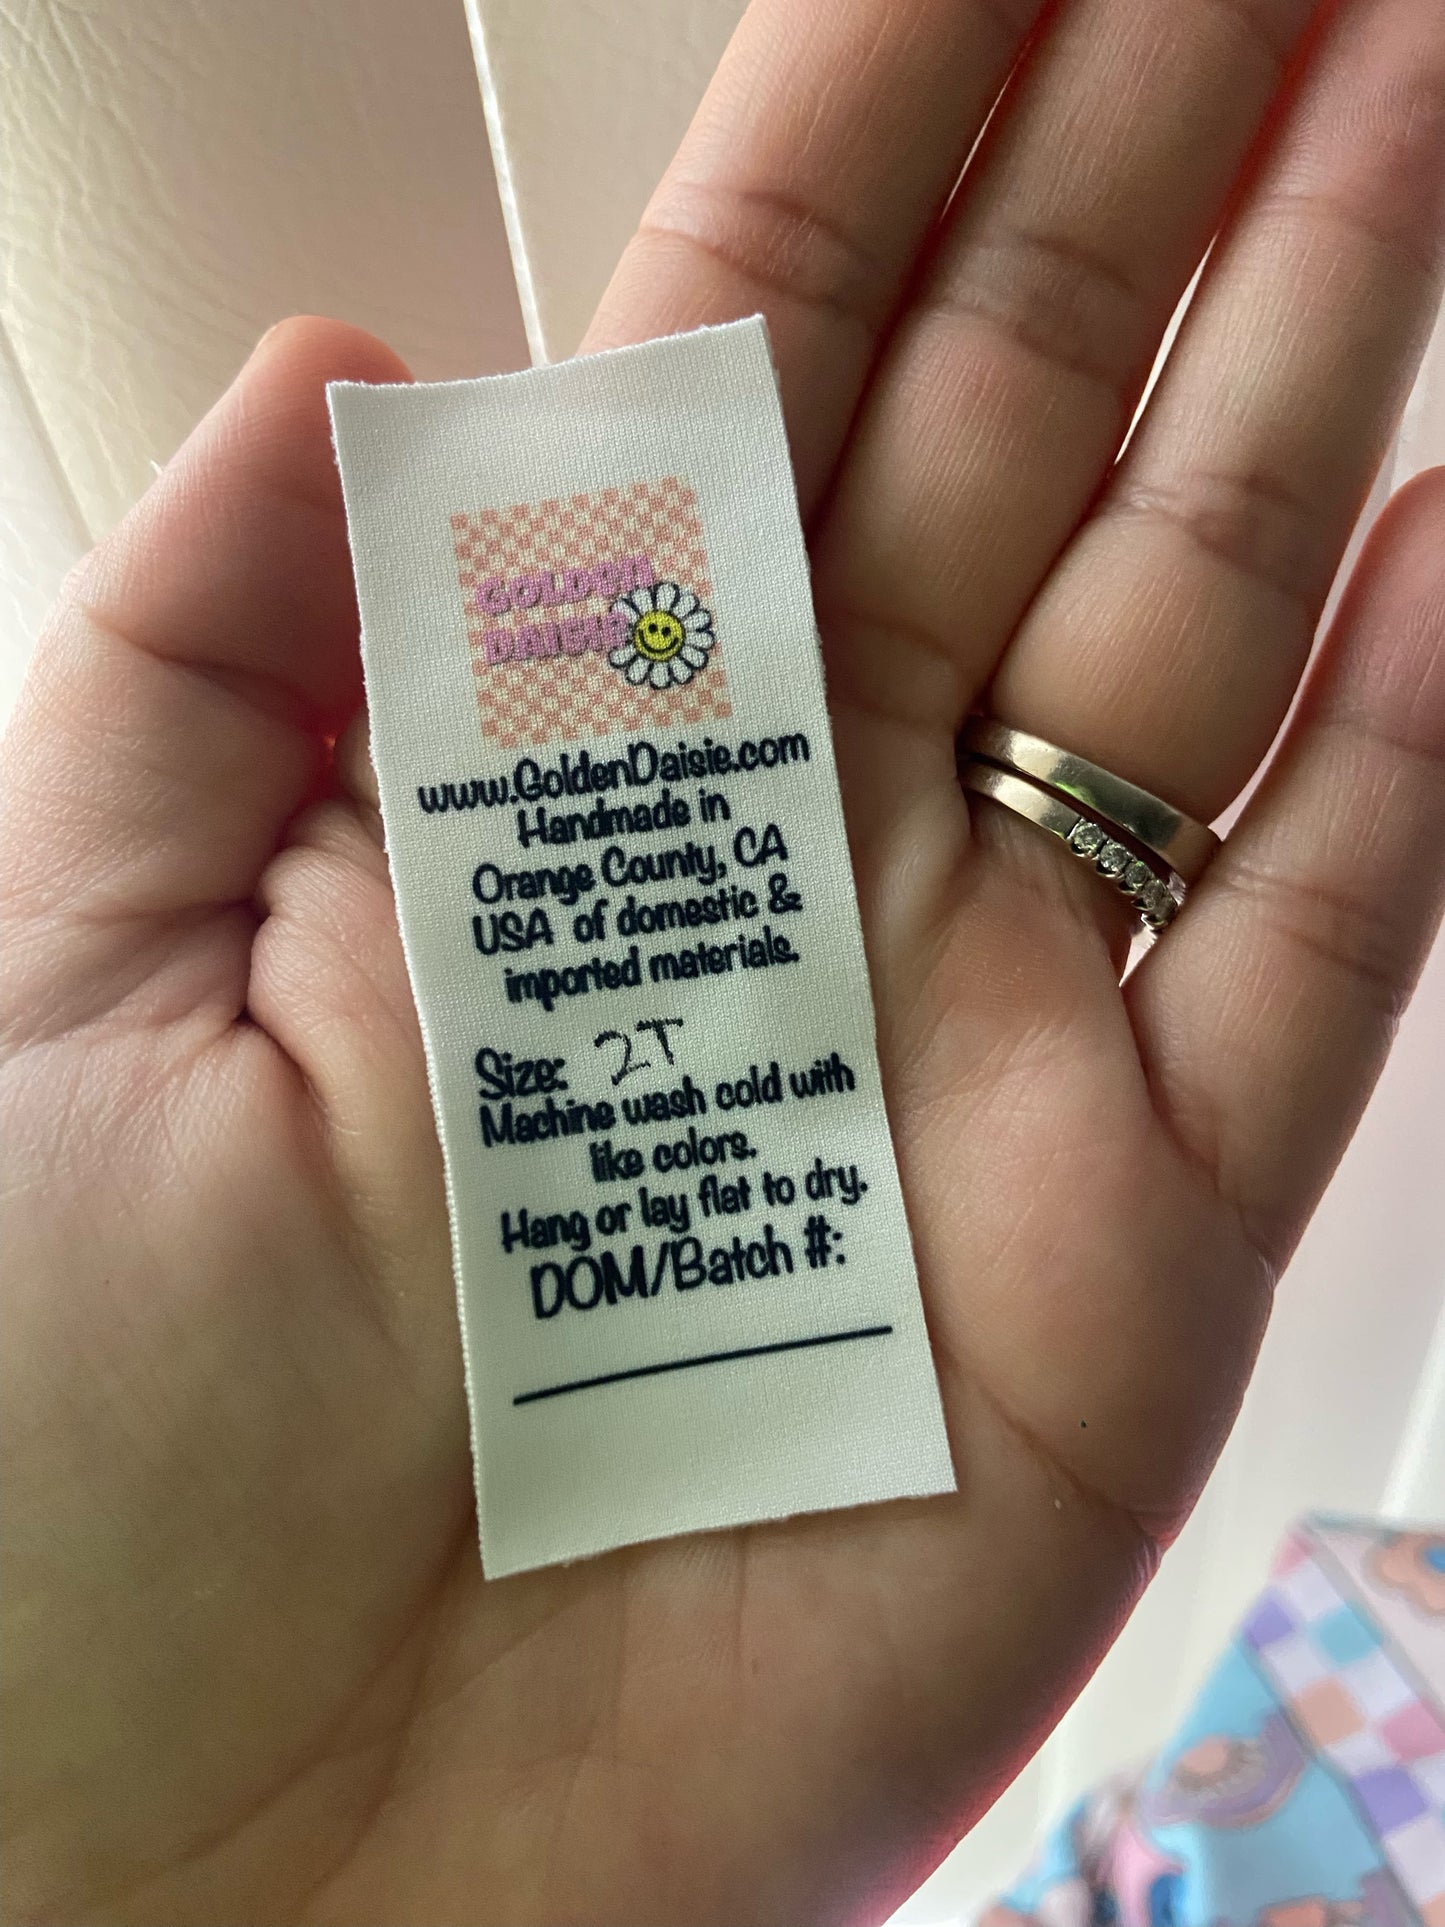 GOLDEN
DAISIE
www.GoldenDaisie.com
Handmade in
Orange County, CA
USA of domestic &
imported materials.
Size: 2T
Machine wash cold with
like colors.
Hang or lay flat to dry.
DOM/Batch #: